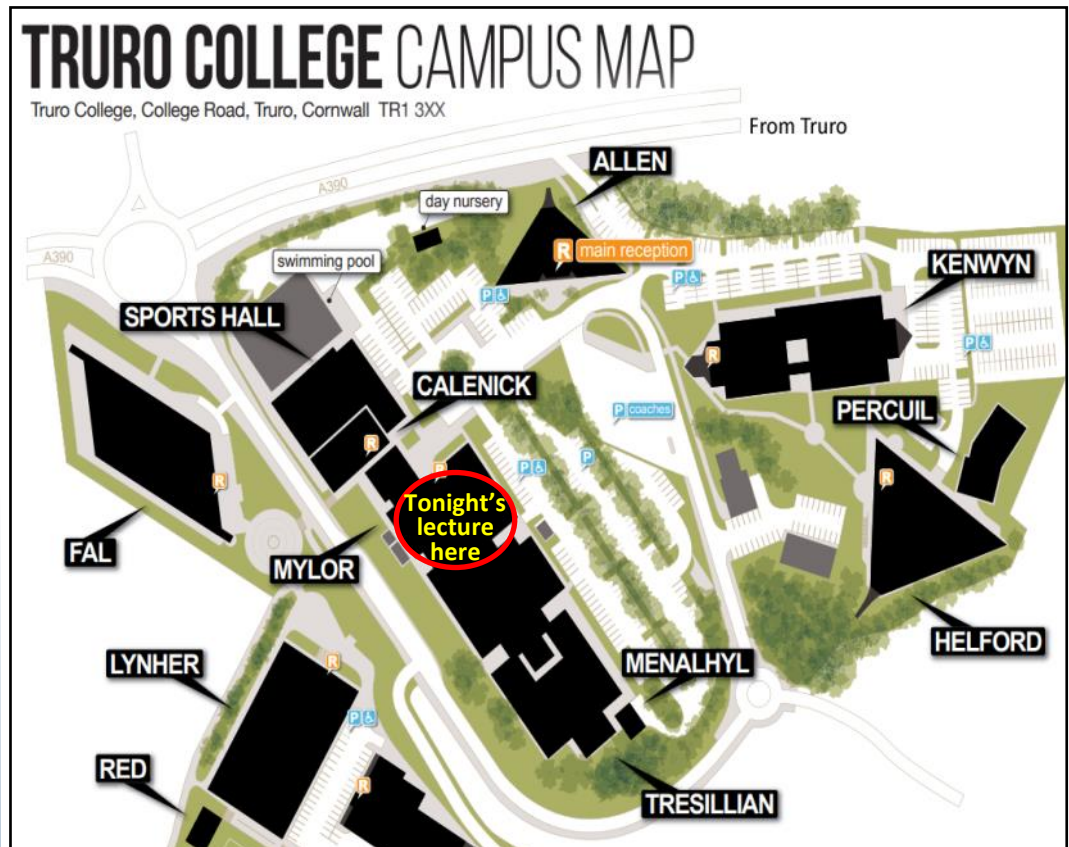 TRURO COLLEGE CAMPUS MAP
Truro College, College Road, Truro, Cornwall TR1 3XX
From Truro
ALLEN
A390
day nursery
R main reception
A390
swimming pool
KENWYN
P
P
SPORTS HALL
P
CALENICK
R
P coaches
PERCUIL
R
R
P
P
R
R
Tonight's
lecture
here
FAL
MYLOR
HELFORD
LYNHER
MENALHYL
R
P
RED
R
TRESILLIAN